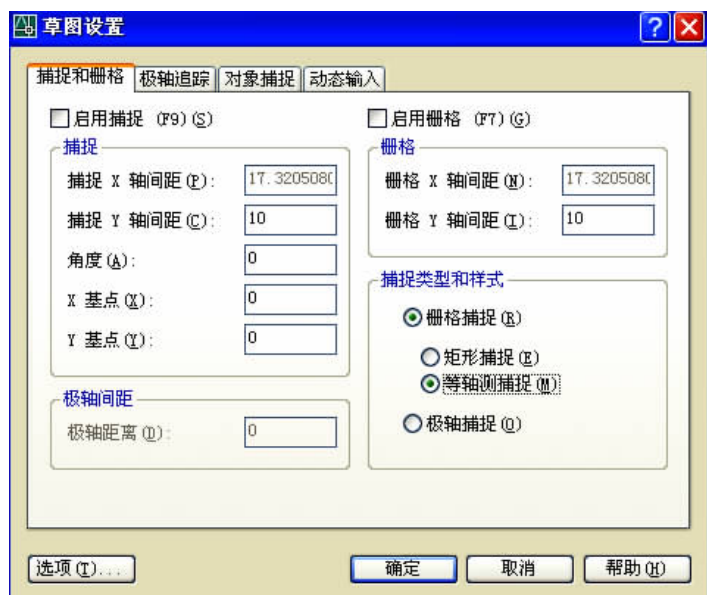 草图设置
捕捉和栅格 极轴追踪 对象捕捉 动态输入
启用捕捉 (F9)(S)
捕捉
捕捉 X 轴间距(P): 17.3205080
捕捉 Y 轴间距(C): 10
角度(A): 0
X 基点(X): 0
Y 基点(Y): 0
极轴间距
极轴距离(D): 0
启用栅格 (F7)(G)
栅格
栅格 X 轴间距(N): 17.3205080
栅格 Y 轴间距(I): 10
捕捉类型和样式
栅格捕捉(R)
矩形捕捉(E)
等轴测捕捉(M)
极轴捕捉(O)
选项(T)... 确定 取消 帮助(H)